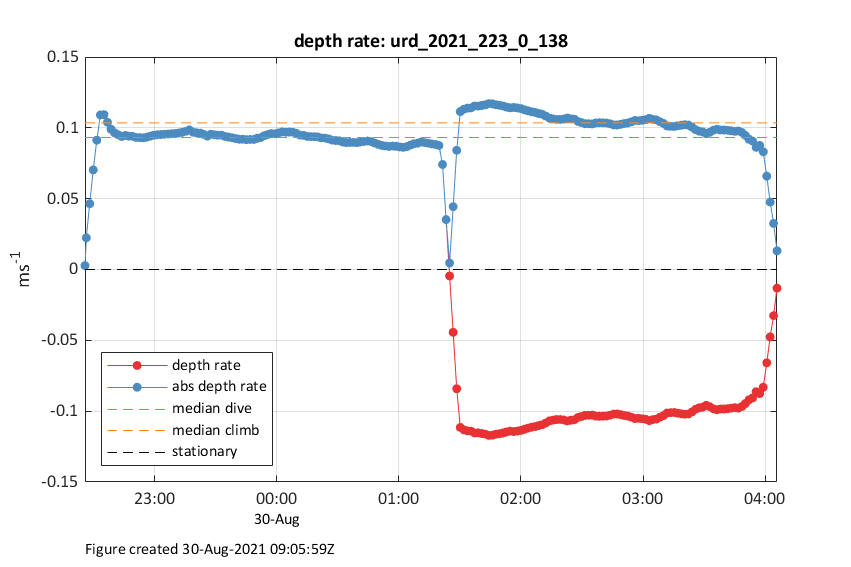 depth rate: urd_2021_223_0_138
0.15
0.1
0.05
0
-0.05
-0.1
-0.15
ms-1
depth rate
abs depth rate
median dive
median climb
stationary
23:00 00:00 01:00 02:00 03:00 04:00
30-Aug
Figure created 30-Aug-2021 09:05:59Z